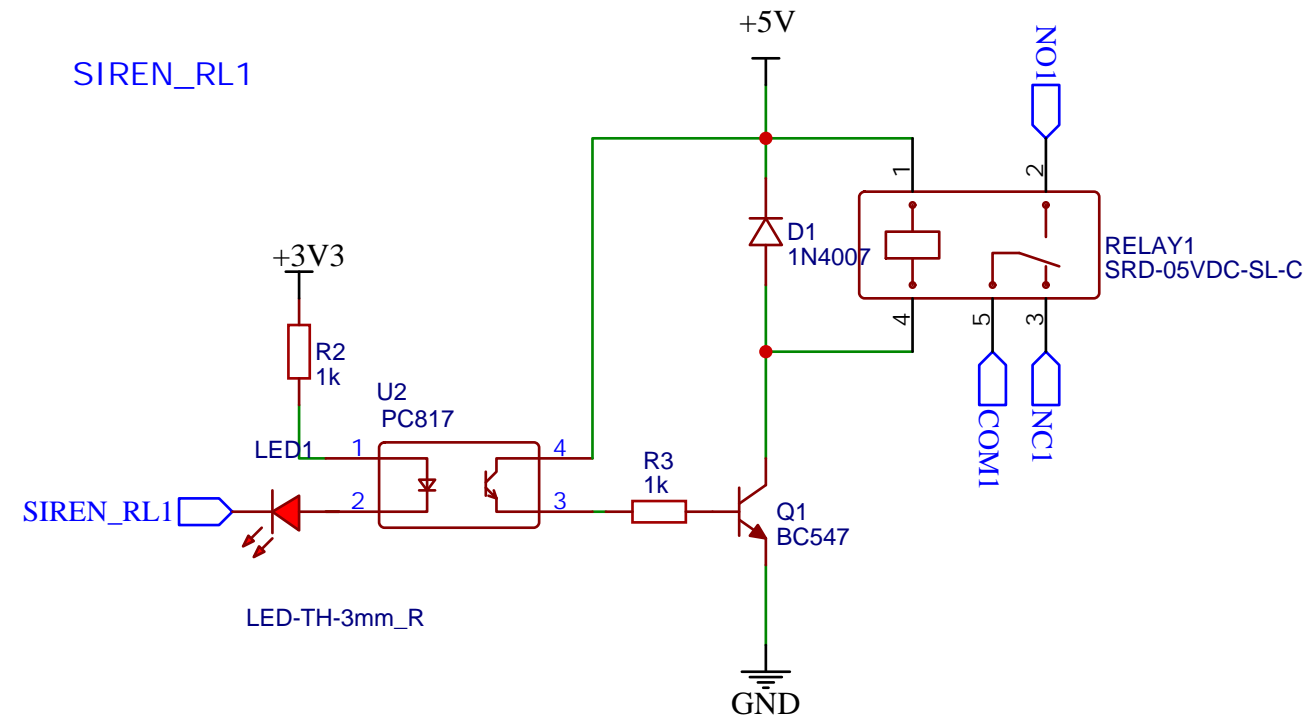 +5V
SIREN_RL1
NO1
1
2
D1
1N4007
RELAY1
SRD-05VDC-SL-C
+3V3
4
5
3
R2
1k
U2
PC817
COM1
NC1
LED1
1
4
R3
1k
SIREN_RL1
2
3
Q1
BC547
LED-TH-3mm_R
GND